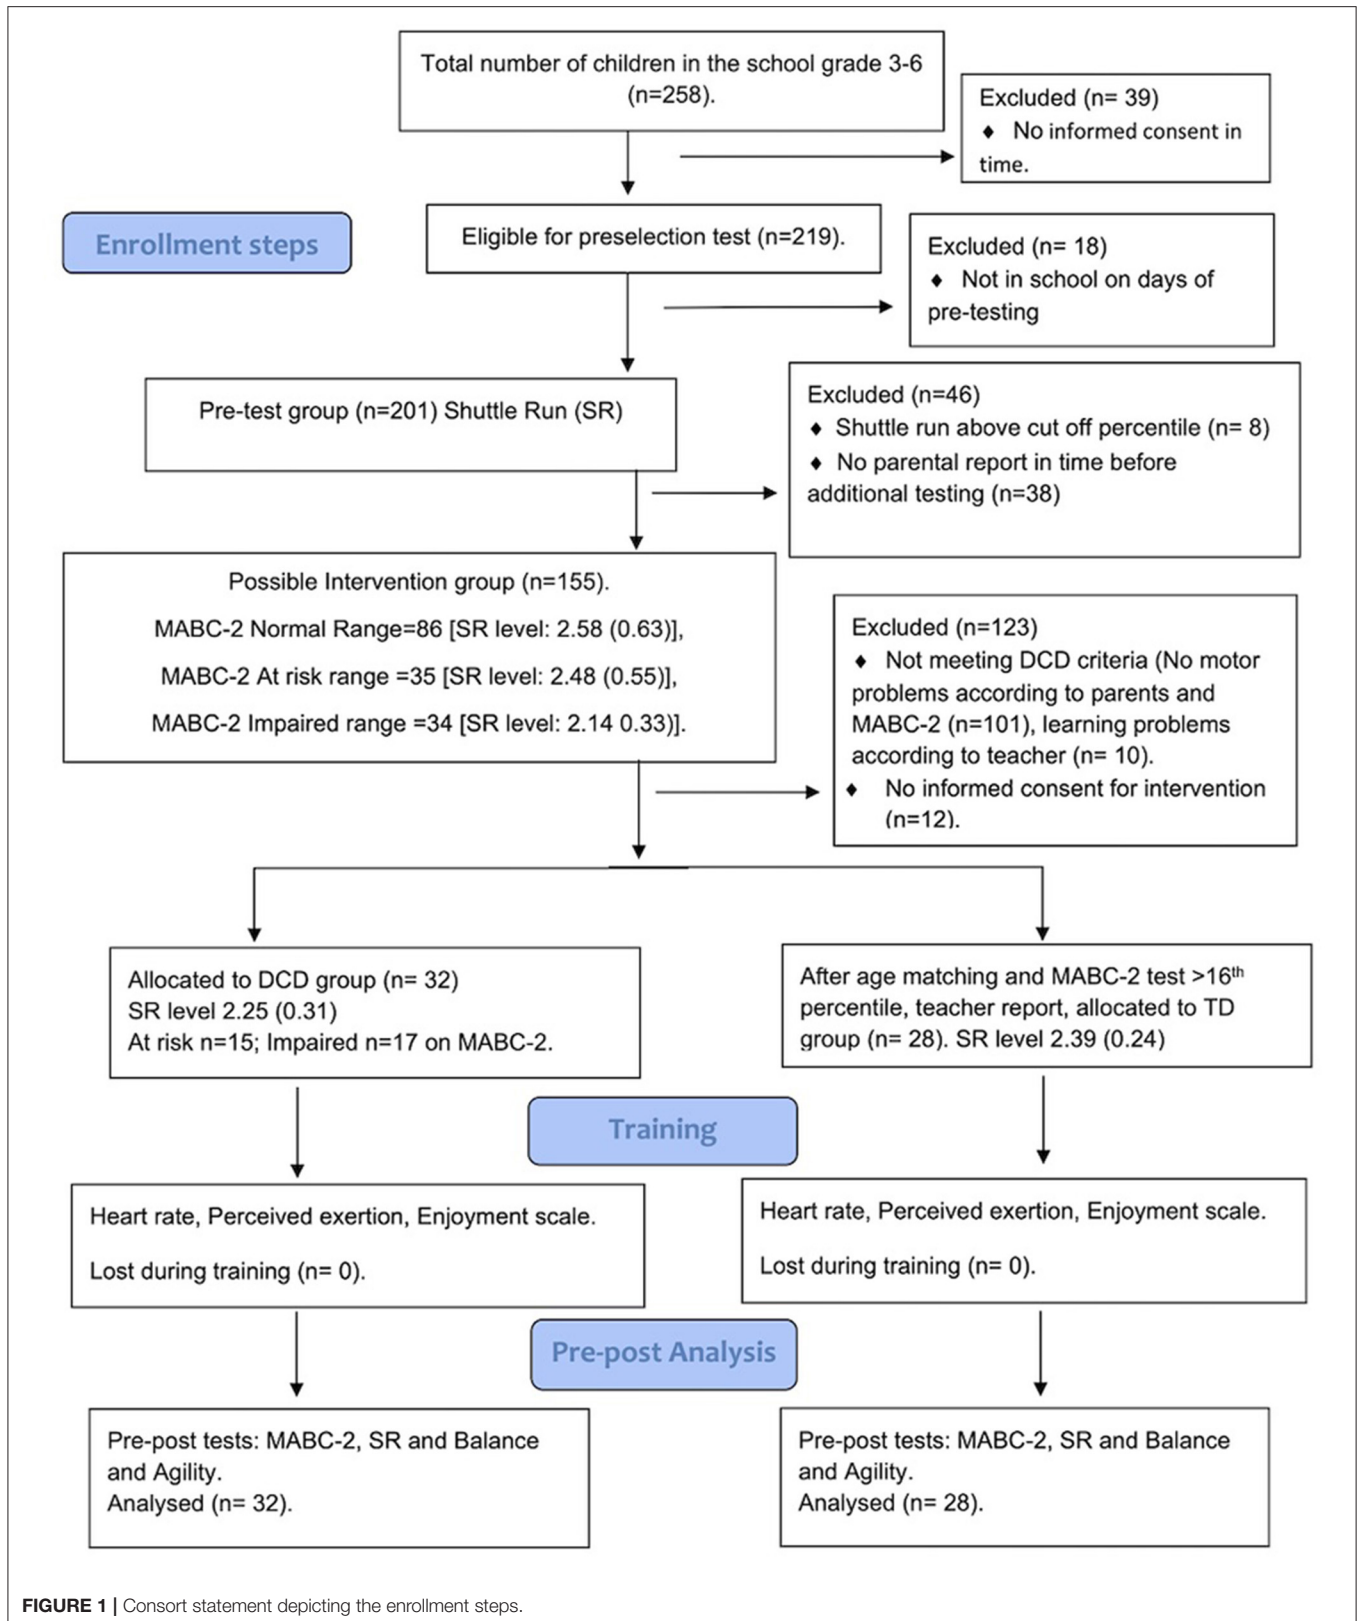 Total number of children in the school grade 3-6
(n=258).
Excluded (n= 39)
♦ No informed consent in
time.
Enrollment steps
Eligible for preselection test (n=219).
Excluded (n= 18)
♦ Not in school on days of
pre-testing
Pre-test group (n=201) Shuttle Run (SR)
Excluded (n=46)
♦ Shuttle run above cut off percentile (n= 8)
♦ No parental report in time before
additional testing (n=38)
Possible Intervention group (n=155).
MABC-2 Normal Range=86 [SR level: 2.58 (0.63)],
MABC-2 At risk range =35 [SR level: 2.48 (0.55)],
MABC-2 Impaired range =34 [SR level: 2.14 0.33)].
Excluded (n=123)
♦ Not meeting DCD criteria (No motor
problems according to parents and
MABC-2 (n=101), learning problems
according to teacher (n= 10).
♦ No informed consent for intervention
(n=12).
Allocated to DCD group (n= 32)
SR level 2.25 (0.31)
At risk n=15; Impaired n=17 on MABC-2.
After age matching and MABC-2 test >16th
percentile, teacher report, allocated to TD
group (n= 28). SR level 2.39 (0.24)
Training
Heart rate, Perceived exertion, Enjoyment scale.
Lost during training (n= 0).
Heart rate, Perceived exertion, Enjoyment scale.
Lost during training (n= 0).
Pre-post Analysis
Pre-post tests: MABC-2, SR and Balance
and Agility.
Analysed (n= 32).
Pre-post tests: MABC-2, SR and Balance
and Agility.
Analysed (n= 28).
FIGURE 1 | Consort statement depicting the enrollment steps.